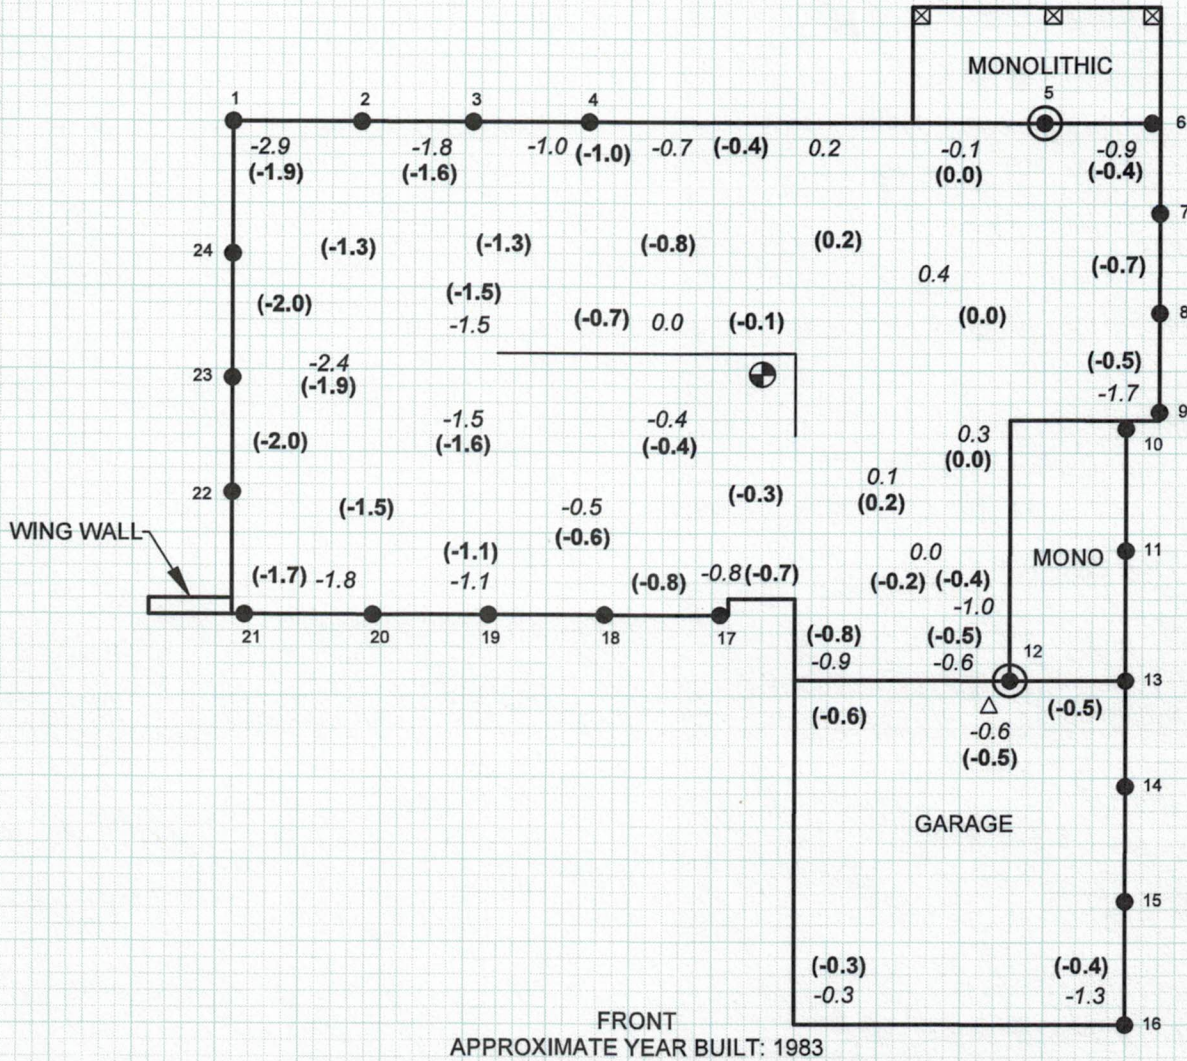 MONOLITHIC
1 2 3 4 5 6
-2.9 -1.8 -1.0 (-1.0) -0.7 (-0.4) 0.2 -0.1 -0.9
(-1.9) (-1.6) (0.0) (-0.4)
7
24 (-1.3) (-1.3) (-0.8) (0.2)
0.4 (-0.7)
(-2.0) (-1.5) 8
-1.5 (-0.7) 0.0 (-0.1) (0.0)
-2.4 (-0.5)
23 (-1.9) -1.7
9
-1.5 -0.4
(-2.0) (-1.6) (-0.4) 0.3 10
(0.0)
22 (-1.5) -0.5 (-0.3) 0.1
(-0.6) (0.2)
WING WALL
(-1.1) 0.0 MONO 11
(-1.7) -1.8 -1.1 (-0.8) -0.8 (-0.7) (-0.2) (-0.4)
-1.0
21 20 19 18 17 (-0.8) (-0.5) 12
-0.9 -0.6
13
(-0.6) (-0.5)
-0.6
(-0.5)
14
GARAGE
15
(-0.3) (-0.4)
-0.3 -1.3
16
FRONT
APPROXIMATE YEAR BUILT: 1983